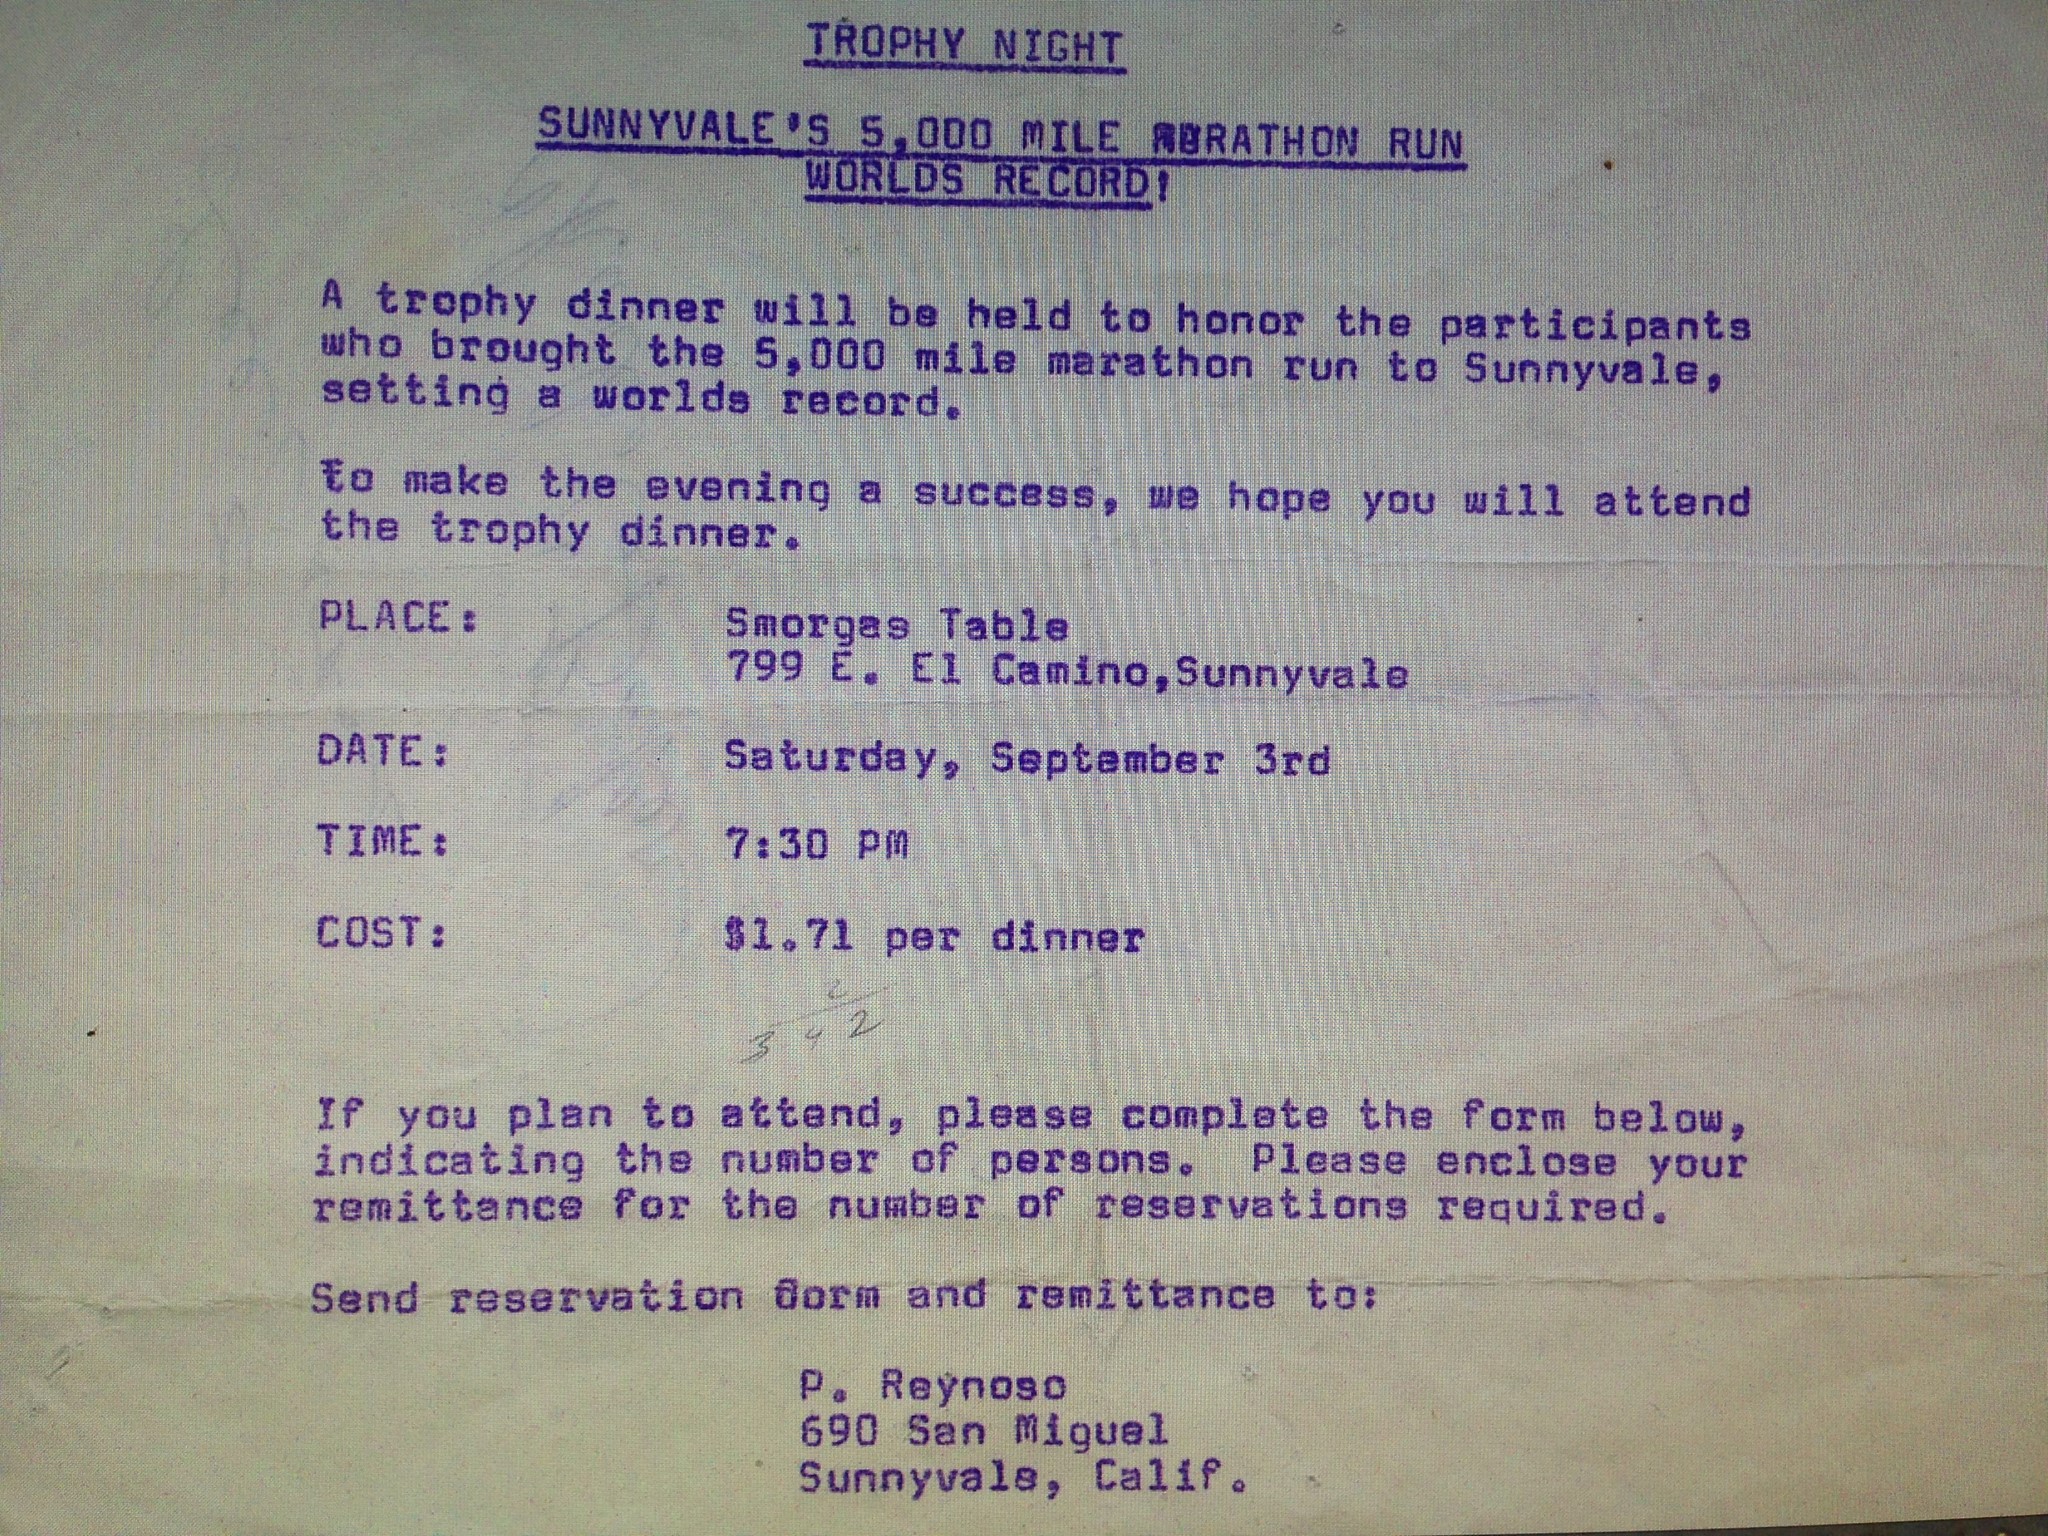 TROPHY NIGHT
SUNNYVALE'S 5,000 MILE MARATHON RUN
WORLDS RECORD!
A trophy dinner will be held to honor the participants
who brought the 5,000 mile marathon run to Sunnyvale,
setting a worlds record.
to make the evening a success, we hope you will attend
the trophy dinner.
PLACE: Smorgas Table
799 E. El Camino,Sunnyvale
DATE: Saturday, September 3rd
TIME: 7:30 PM
COST: $1.71 per dinner
2
3 4 2
If you plan to attend, please complete the form below,
indicating the number of persons. Please enclose your
remittance for the number of reservations required.
Send reservation form and remittance to:
P. Reynoso
690 San Miguel
Sunnyvale, Calif.